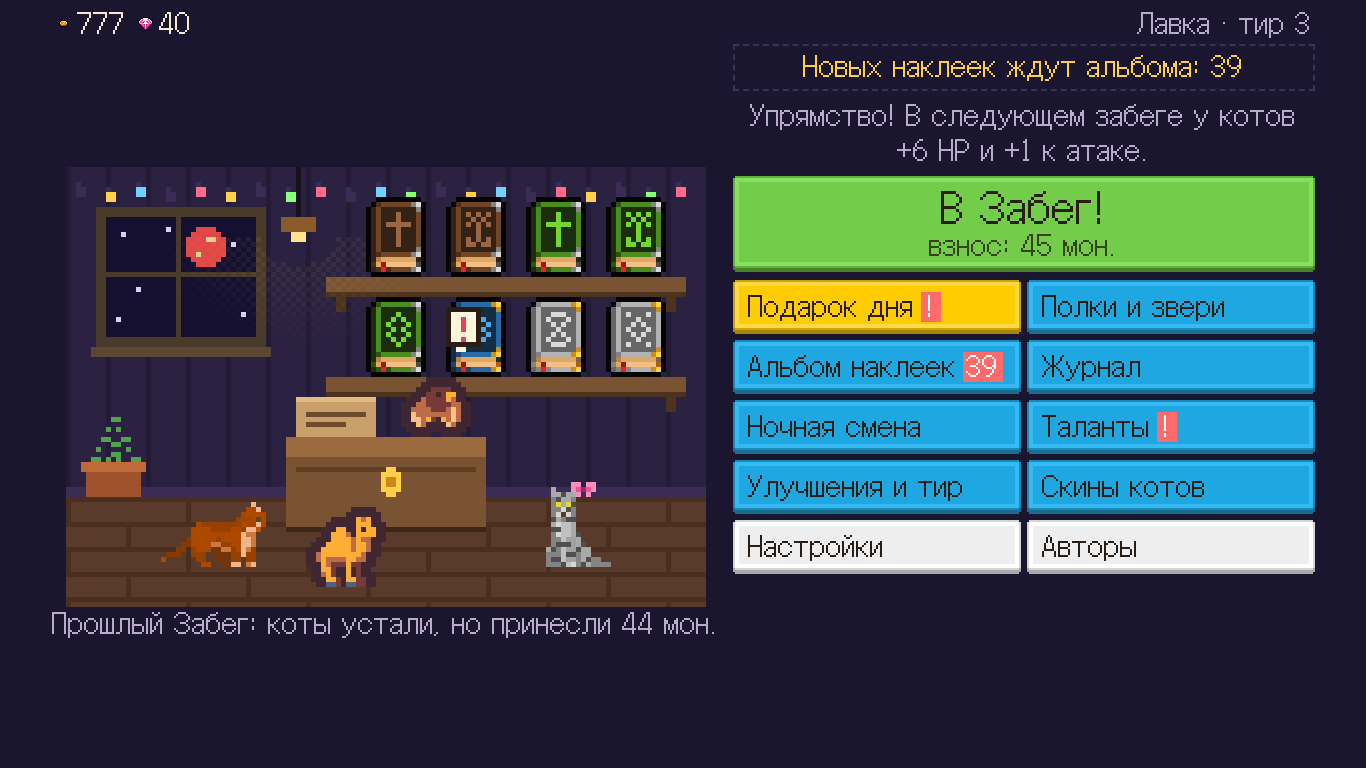 777 40
Лавка · тир 3
Новых наклеек ждут альбома: 39
Упрямство! В следующем забеге у котов
+6 HP и +1 к атаке.
В Забег!
взнос: 45 мон.
Подарок дня !
Полки и звери
Альбом наклеек 39
Журнал
Ночная смена
Таланты !
Улучшения и тир
Скины котов
Настройки
Авторы
!
Прошлый Забег: коты устали, но принесли 44 мон.